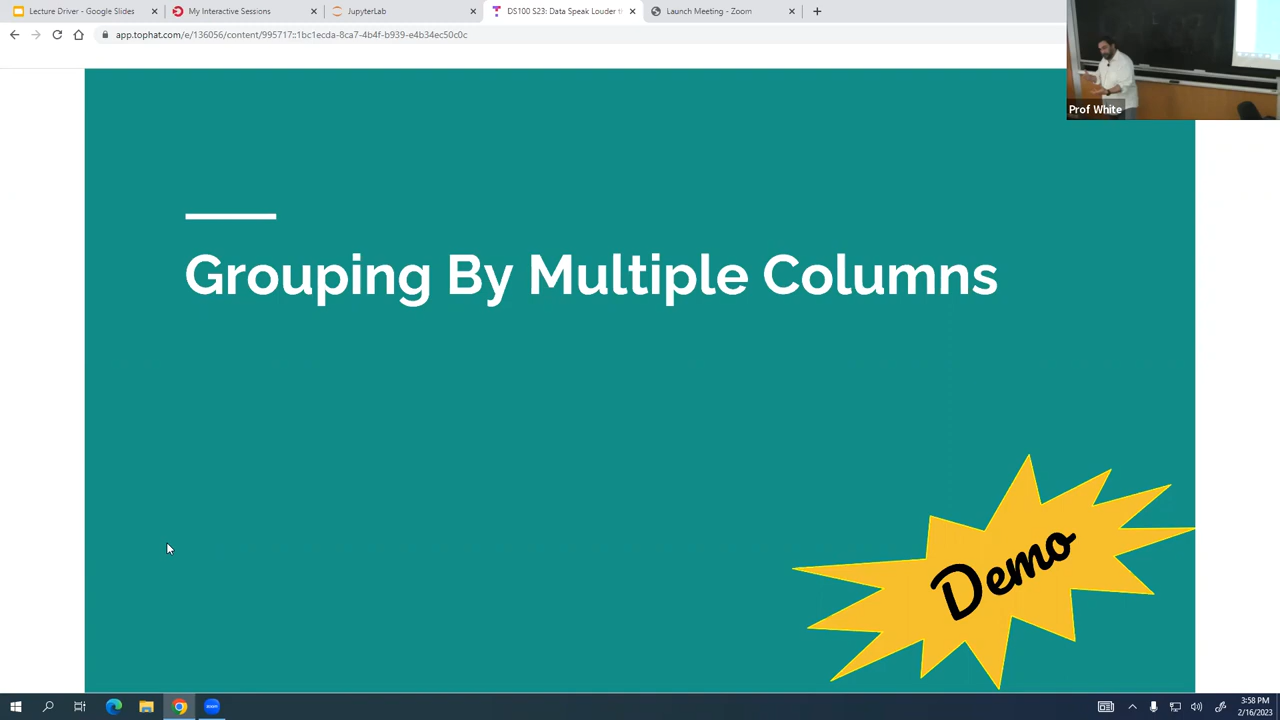 Lecture Driver - Google Slides
My Interactive Sessions
JupyterLab
DS100 S23: Data Speak Louder t
Launch Meeting - Zoom
app.tophat.com/e/136056/content/995717::1bc1ecda-8ca7-4b4f-b939-e4b34ec50c0c
Prof White
Grouping By Multiple Columns
Demo
zoom
3:58 PM
2/16/2023